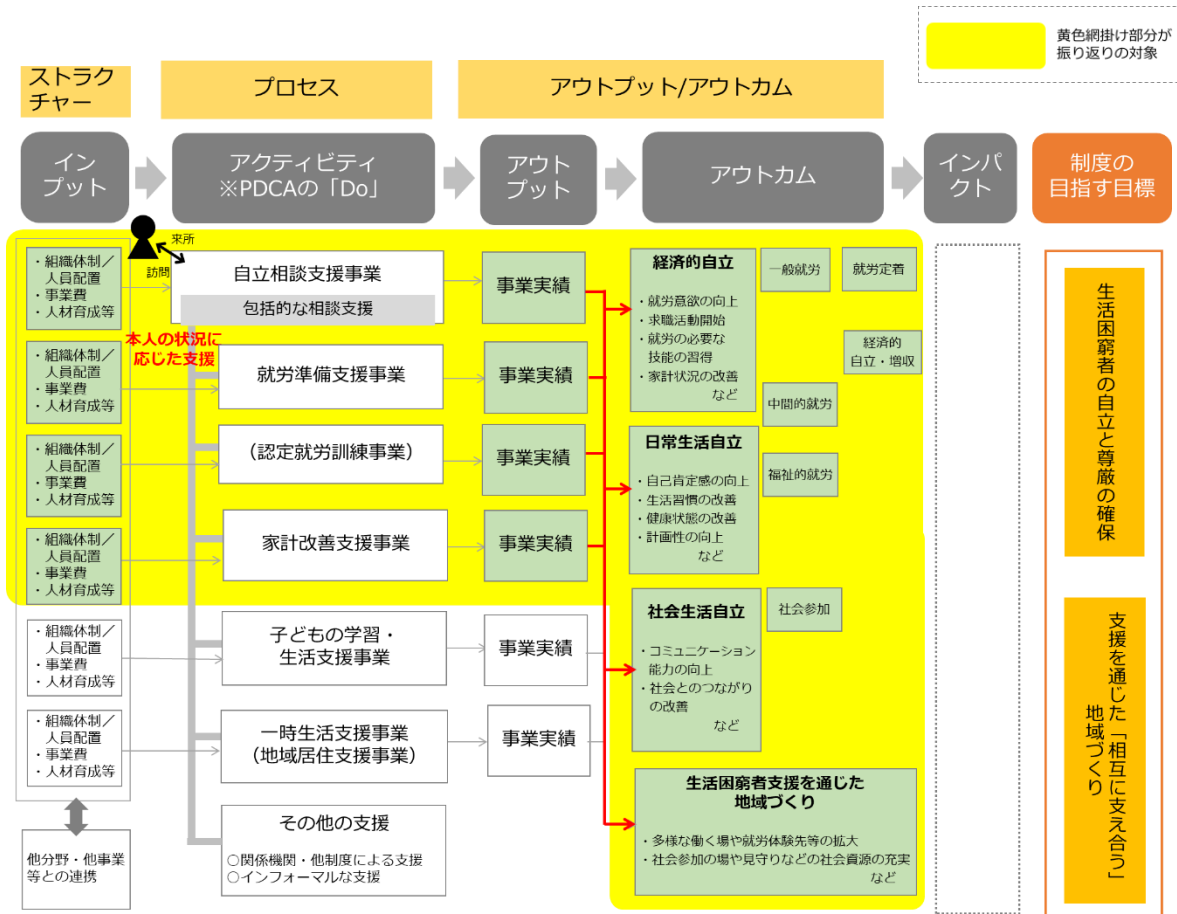 黄色網掛け部分が
振り返りの対象
ストラク
チャー
プロセス
アウトプット/アウトカム
イン
プット
アクティビティ
※PDCAの「Do」
アウト
プット
アウトカム
インパ
クト
制度の
目指す目標
来所
訪問
・組織体制／
人員配置
・事業費
・人材育成等
自立相談支援事業
包括的な相談支援
事業実績
本人の状況に
応じた支援
・組織体制／
人員配置
・事業費
・人材育成等
就労準備支援事業
事業実績
・組織体制／
人員配置
・事業費
・人材育成等
（認定就労訓練事業）
事業実績
・組織体制／
人員配置
・事業費
・人材育成等
家計改善支援事業
事業実績
・組織体制／
人員配置
・事業費
・人材育成等
子どもの学習・
生活支援事業
事業実績
・組織体制／
人員配置
・事業費
・人材育成等
一時生活支援事業
（地域居住支援事業）
事業実績
他分野・他事業
等との連携
その他の支援
○関係機関・他制度による支援
○インフォーマルな支援
経済的自立
・就労意欲の向上
・求職活動開始
・就労の必要な
技能の習得
・家計状況の改善
など
一般就労
就労定着
経済的
自立・増収
中間的就労
日常生活自立
・自己肯定感の向上
・生活習慣の改善
・健康状態の改善
・計画性の向上
など
福祉的就労
社会生活自立
・コミュニケーション
能力の向上
・社会とのつながり
の改善
など
社会参加
生活困窮者支援を通じた
地域づくり
・多様な働く場や就労体験先等の拡大
・社会参加の場や見守りなどの社会資源の充実
など
生活困窮者の自立と尊厳の確保
支援を通じた「相互に支え合う」
地域づくり